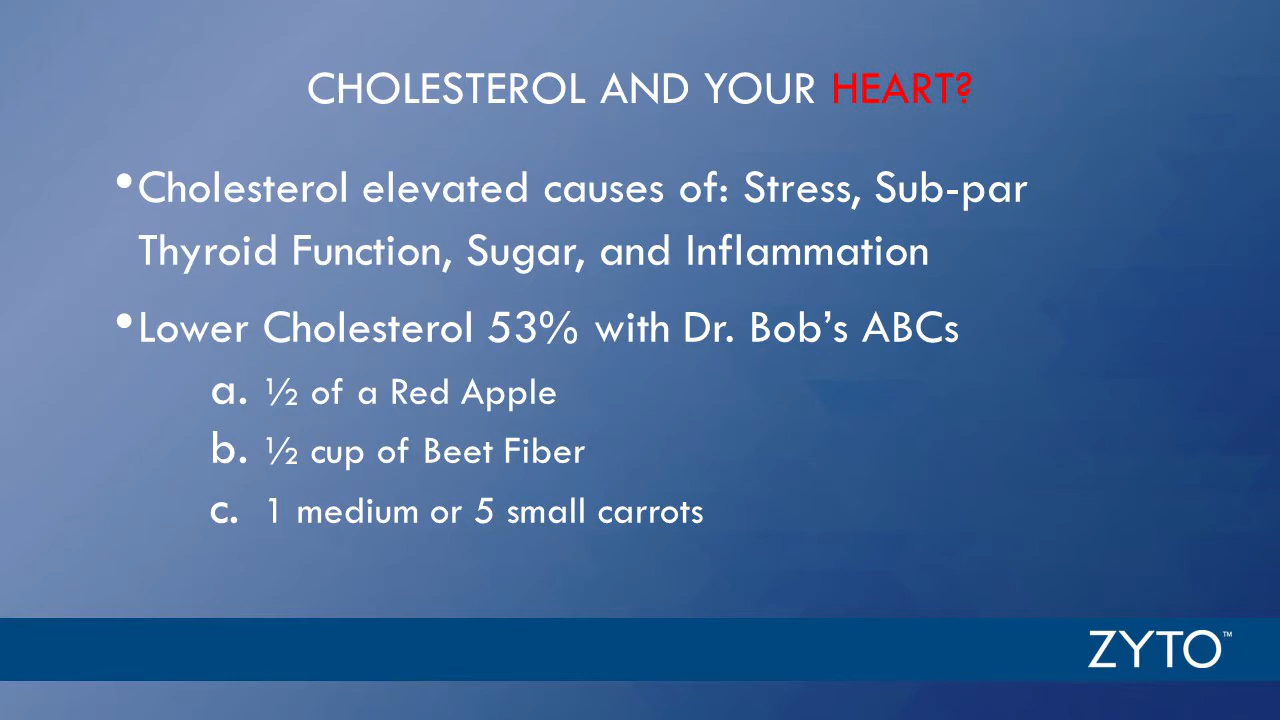 CHOLESTEROL AND YOUR HEART?
•Cholesterol elevated causes of: Stress, Sub-par
Thyroid Function, Sugar, and Inflammation
•Lower Cholesterol 53% with Dr. Bob’s ABCs
a. ½ of a Red Apple
b. ½ cup of Beet Fiber
c. 1 medium or 5 small carrots
ZYTO™